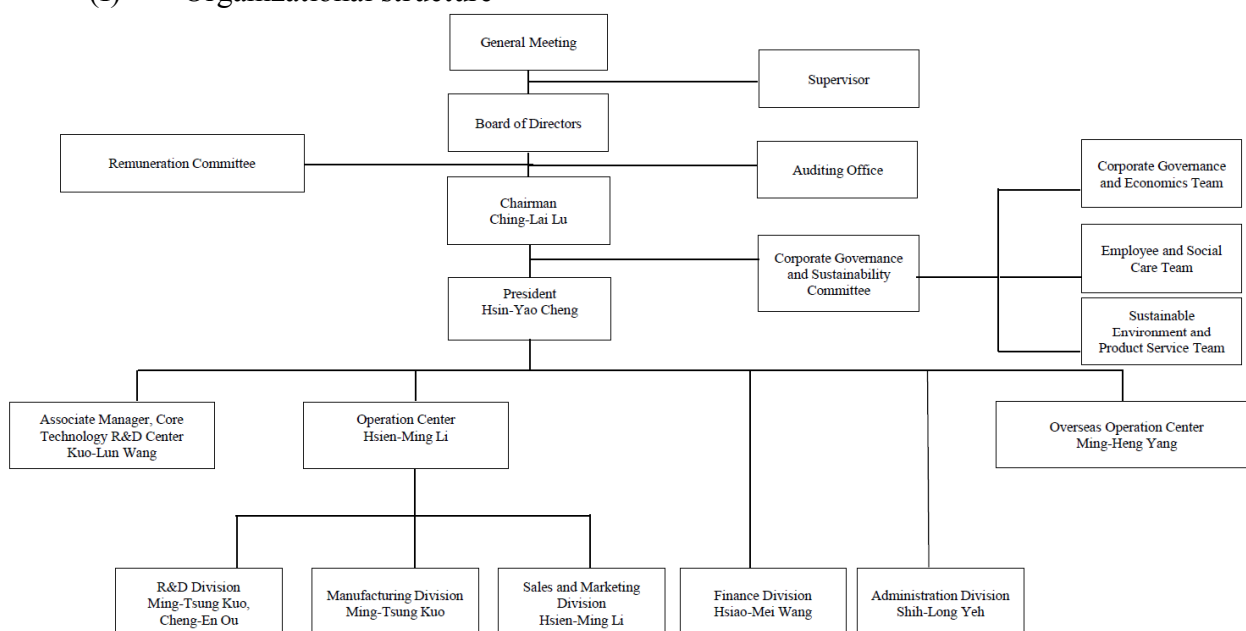 (1) Organizational structure
General Meeting
Supervisor
Board of Directors
Remuneration Committee
Auditing Office
Corporate Governance
and Economics Team
Chairman
Ching-Lai Lu
Corporate Governance
and Sustainability
Committee
Employee and Social
Care Team
President
Hsin-Yao Cheng
Sustainable
Environment and
Product Service Team
Associate Manager, Core
Technology R&D Center
Kuo-Lun Wang
Operation Center
Hsien-Ming Li
Overseas Operation Center
Ming-Heng Yang
R&D Division
Ming-Tsung Kuo,
Cheng-En Ou
Manufacturing Division
Ming-Tsung Kuo
Sales and Marketing
Division
Hsien-Ming Li
Finance Division
Hsiao-Mei Wang
Administration Division
Shih-Long Yeh